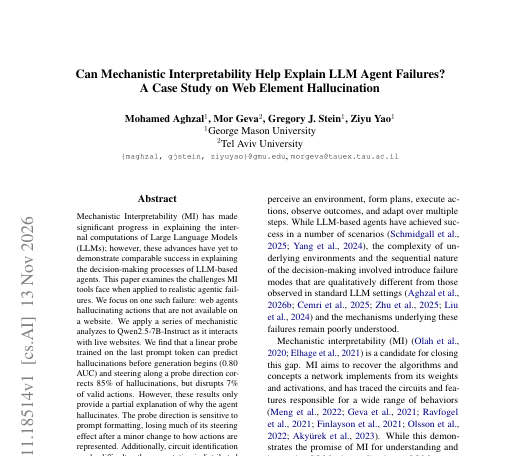 Can Mechanistic Interpretability Help Explain LLM Agent Failures?
A Case Study on Web Element Hallucination
Mohamed Aghzal1, Mor Geva2, Gregory J. Stein1, Ziyu Yao1
1George Mason University
2Tel Aviv University
{maghzal, gjstein, ziyuyao}@gmu.edu, morgeva@tauex.tau.ac.il
11.18514v1 [cs.AI] 13 Nov 2026
Abstract
Mechanistic Interpretability (MI) has made
significant progress in explaining the inter-
nal computations of Large Language Models
(LLMs); however, these advances have yet to
demonstrate comparable success in explaining
the decision-making processes of LLM-based
agents. This paper examines the challenges MI
tools face when applied to realistic agentic fail-
ures. We focus on one such failure: web agents
hallucinating actions that are not available on
a website. We apply a series of mechanistic
analyzes to Qwen2.5-7B-Instruct as it interacts
with live websites. We find that a linear probe
trained on the last prompt token can predict
hallucinations before generation begins (0.80
AUC) and steering along a probe direction cor-
rects 85% of hallucinations, but disrupts 7%
of valid actions. However, these results only
provide a partial explanation of why the agent
hallucinates. The probe direction is sensitive to
prompt formatting, losing much of its steering
effect after a minor change to how actions are
represented. Additionally, circuit identification
perceive an environment, form plans, execute ac-
tions, observe outcomes, and adapt over multiple
steps. While LLM-based agents have achieved suc-
cess in a number of scenarios (Schmidgall et al.,
2025; Yang et al., 2024), the complexity of un-
derlying environments and the sequential nature
of the decision-making involved introduce failure
modes that are qualitatively different from those
observed in standard LLM settings (Aghzal et al.,
2026b; Cemri et al., 2025; Zhu et al., 2025; Liu
et al., 2024) and the mechanisms underlying these
failures remain poorly understood.
Mechanistic interpretability (MI) (Olah et al.,
2020; Elhage et al., 2021) is a candidate for closing
this gap. MI aims to recover the algorithms and
concepts a network implements from its weights
and activations, and has traced the circuits and fea-
tures responsible for a wide range of behaviors
(Meng et al., 2022; Geva et al., 2021; Ravfogel
et al., 2021; Finlayson et al., 2021; Olsson et al.,
2022; Akyürek et al., 2023). While this demon-
strates the promise of MI for understanding and